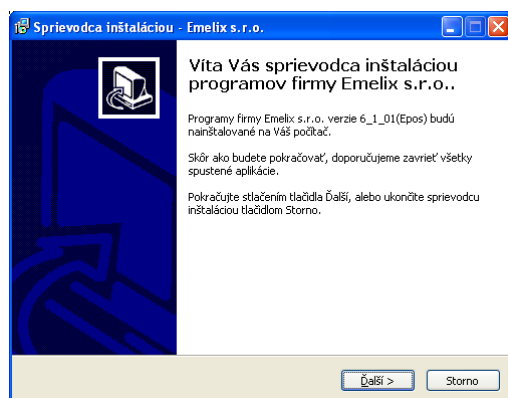 Sprievodca inštaláciou - Emelix s.r.o.
Víta Vás sprievodca inštaláciou
programov firmy Emelix s.r.o..
Programy firmy Emelix s.r.o. verzie 6_1_01(Epos) budú
nainštalované na Váš počítač.
Skôr ako budete pokračovať, doporučujeme zavrieť všetky
spustené aplikácie.
Pokračujte stlačením tlačidla Ďalší, alebo ukončite sprievodcu
inštaláciou tlačidlom Storno.
Ďalší >
Storno